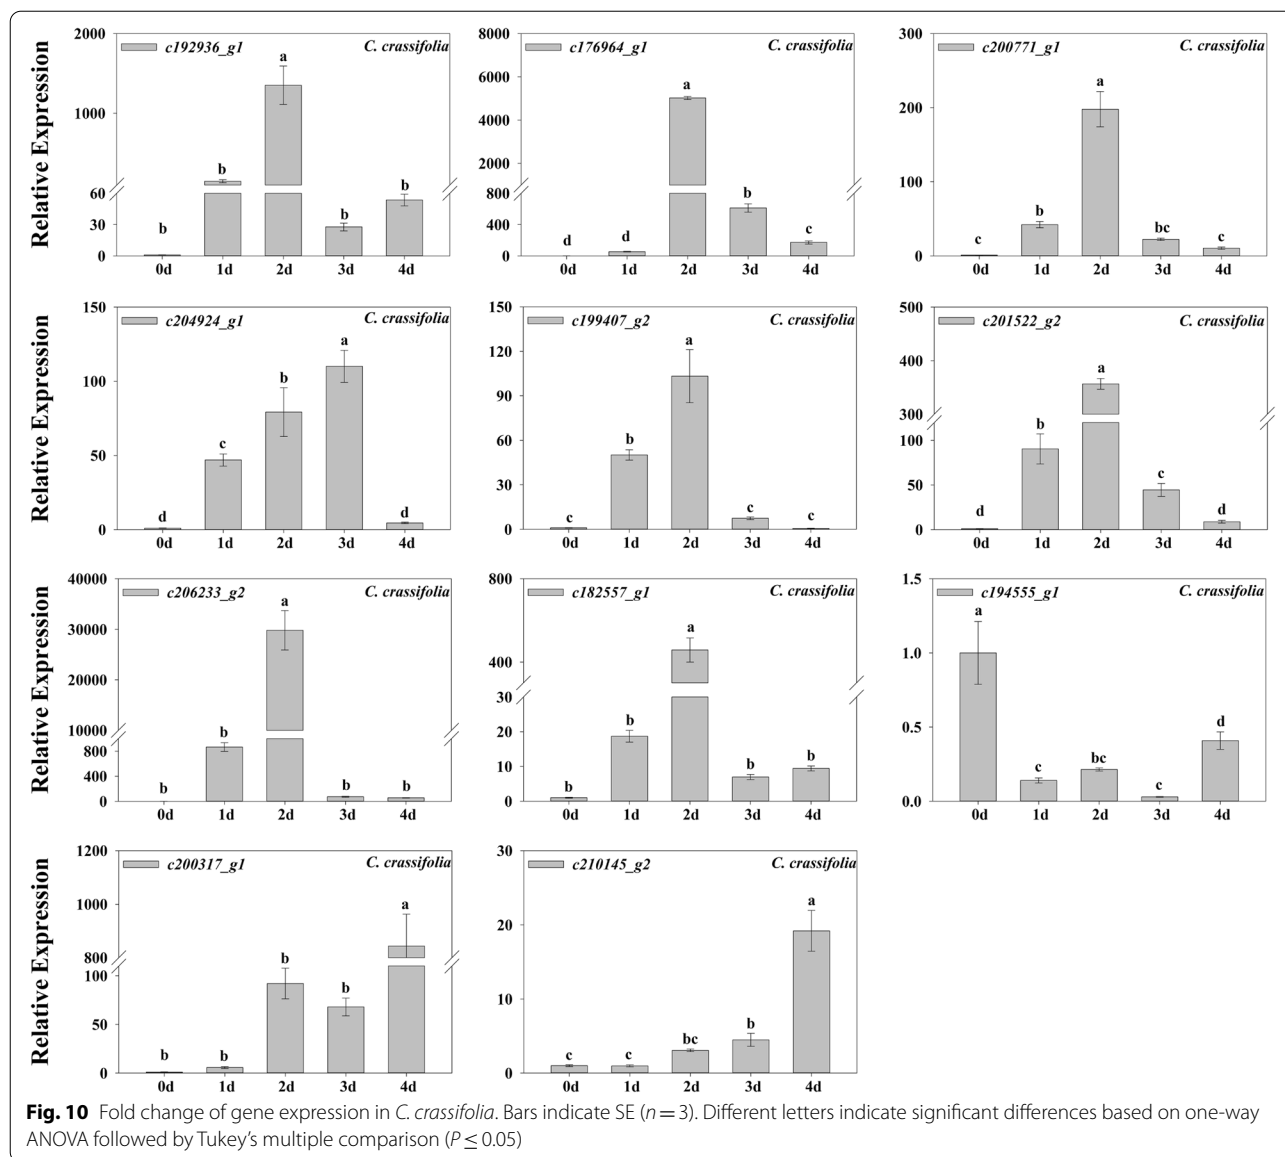 2000 c192936_g1 C. crassifolia
a
1000
b
60
30
0
b b b
0d 1d 2d 3d 4d
Relative Expression
8000 c176964_g1 C. crassifolia
6000
4000
2000
800
400
0
d d a b c
0d 1d 2d 3d 4d
300 c200771_g1 C. crassifolia
200
100
0
c b a bc c
0d 1d 2d 3d 4d
150 c204924_g1 C. crassifolia
100
50
0
d c b a d
0d 1d 2d 3d 4d
Relative Expression
150 c199407_g2 C. crassifolia
120
90
60
30
0
c b a c c
0d 1d 2d 3d 4d
500 c201522_g2 C. crassifolia
400
300
100
50
0
d b a c d
0d 1d 2d 3d 4d
40000 c206233_g2 C. crassifolia
30000
20000
10000
800
400
0
b b a b b
0d 1d 2d 3d 4d
Relative Expression
800 c182557_g1 C. crassifolia
400
30
20
10
0
b b a b b
0d 1d 2d 3d 4d
1.5 c194555_g1 C. crassifolia
1.0
0.5
0.0
a c bc c d
0d 1d 2d 3d 4d
1200 c200317_g1 C. crassifolia
1000
800
100
50
0
b b b b a
0d 1d 2d 3d 4d
Relative Expression
30 c210145_g2 C. crassifolia
20
10
0
c c bc b a
0d 1d 2d 3d 4d
Fig. 10 Fold change of gene expression in C. crassifolia. Bars indicate SE (n = 3). Different letters indicate significant differences based on one-way
ANOVA followed by Tukey's multiple comparison (P ≤ 0.05)